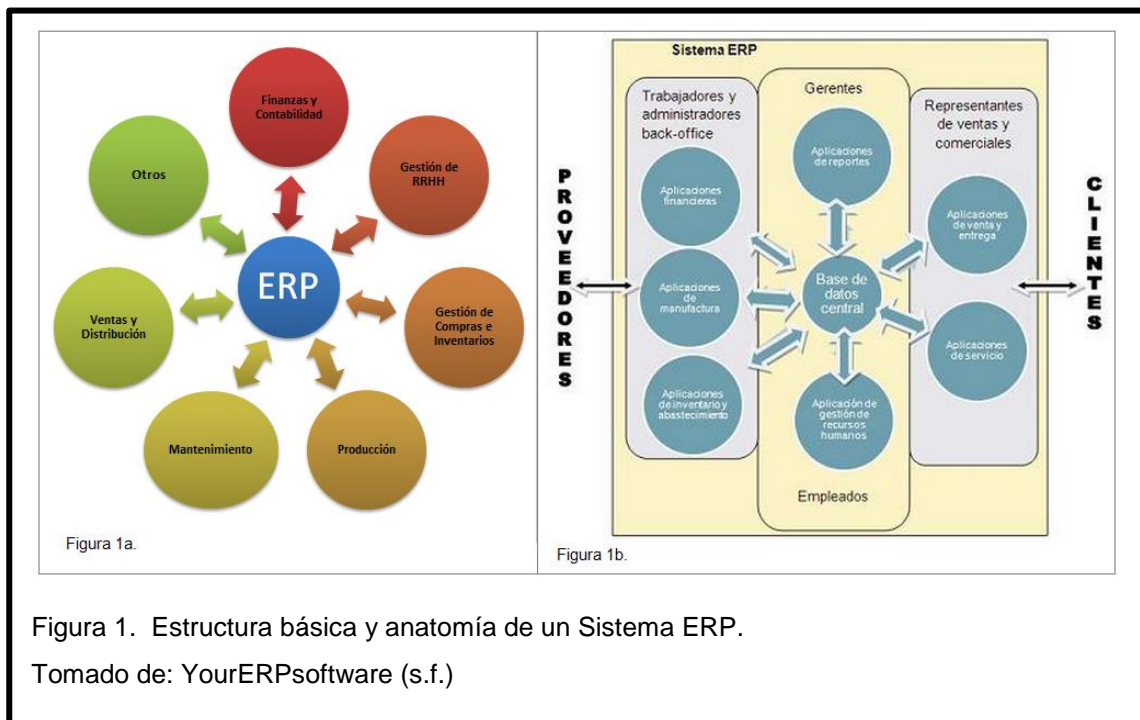 Finanzas y
Contabilidad
Otros
Gestión de
RRHH
ERP
Ventas y
Distribución
Gestión de
Compras e
Inventarios
Mantenimiento
Producción
Figura 1a.
Sistema ERP
Trabajadores y
administradores
back-office
Gerentes
Representantes
de ventas y
comerciales
Aplicaciones
de reportes
Aplicaciones
financieras
Aplicaciones
de venta y
entrega
PROVEEDORES
Aplicaciones
de
manufactura
Base de
datos
central
CLIENTES
Aplicaciones
de servicio
Aplicaciones
de inventario y
abastecimiento
Aplicación de
gestión de
recursos
humanos
Empleados
Figura 1b.
Figura 1. Estructura básica y anatomía de un Sistema ERP.
Tomado de: YourERPsoftware (s.f.)